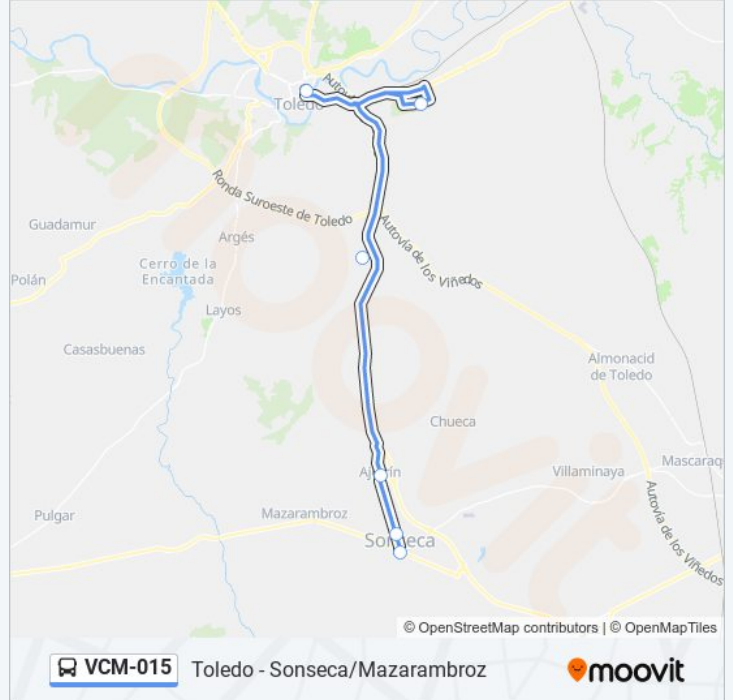 Autovía
Toledo
Ronda Suroeste de Toledo
Guadamur
Argés
Autovía de los Viñedos
Cerro de la
Encantada
Polán
Layos
Casasbuenas
Almonacid
de Toledo
Chueca
Ajofrín
Villaminaya
Mascaraq
Pulgar
Mazarambroz
Autovía de los Viñedos
Sonseca
© OpenStreetMap contributors | © OpenMapTiles
VCM-015
Toledo - Sonseca/Mazarambroz
moovit
moovit